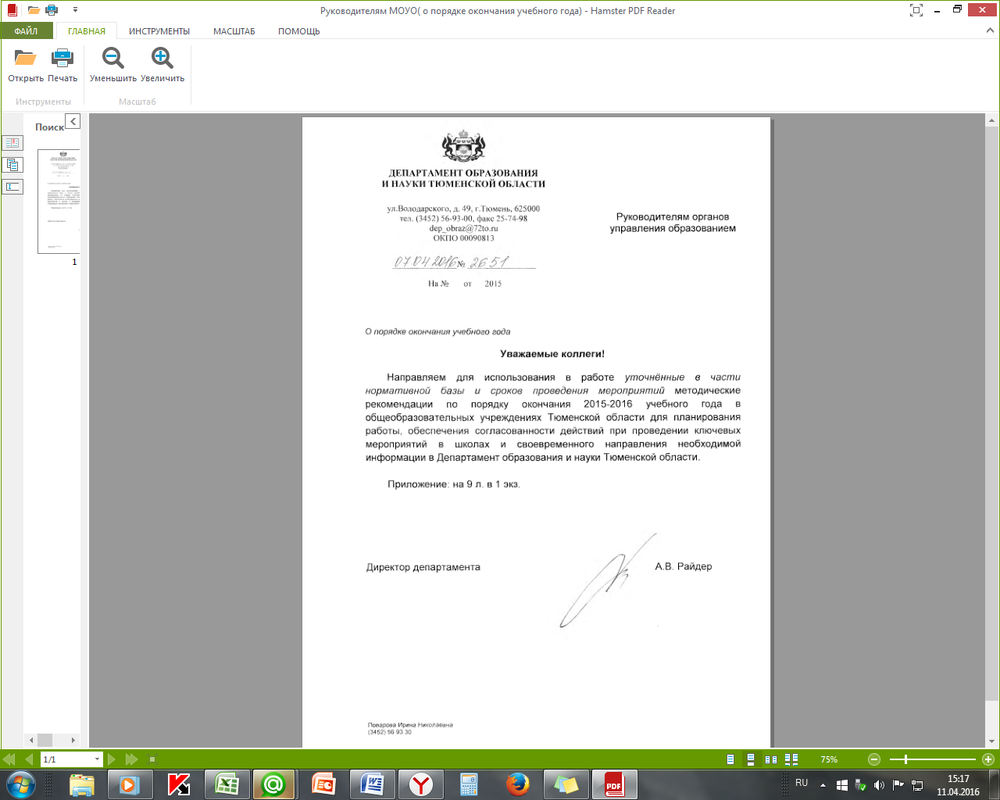 Руководителям МОУО( о порядке окончания учебного года) - Hamster PDF Reader
ФАЙЛ ГЛАВНАЯ ИНСТРУМЕНТЫ МАСШТАБ ПОМОЩЬ
Открыть Печать Уменьшить Увеличить
Инструменты Масштаб
Поиск
1
ДЕПАРТАМЕНТ ОБРАЗОВАНИЯ
И НАУКИ ТЮМЕНСКОЙ ОБЛАСТИ
ул.Володарского, д. 49, г.Тюмень, 625000
тел. (3452) 56-93-00, факс 25-74-98
dep_obraz@72to.ru
ОКПО 00090813
07 04 2016 № 2651
На № от 2015
Руководителям органов
управления образованием
О порядке окончания учебного года
Уважаемые коллеги!
Направляем для использования в работе уточнённые в части
нормативной базы и сроков проведения мероприятий методические
рекомендации по порядку окончания 2015-2016 учебного года в
общеобразовательных учреждениях Тюменской области для планирования
работы, обеспечения согласованности действий при проведении ключевых
мероприятий в школах и своевременного направления необходимой
информации в Департамент образования и науки Тюменской области.
Приложение: на 9 л. в 1 экз.
Директор департамента А.В. Райдер
Поварова Ирина Николаевна
(3452) 56 93 30
1/1 75%
RU 15:17
11.04.2016